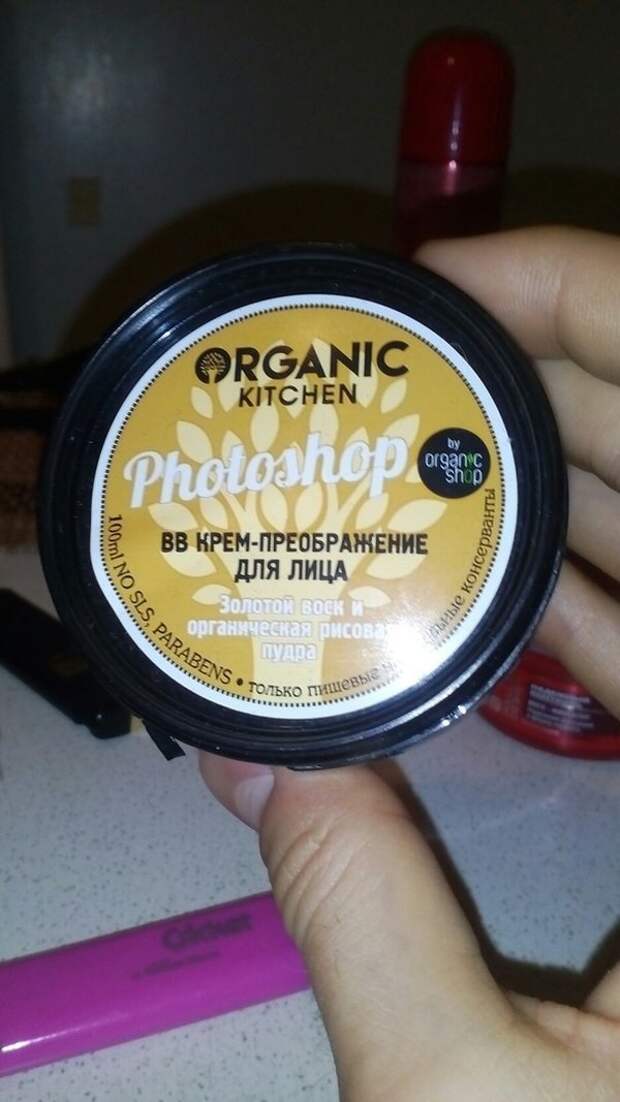 ORGANIC
KITCHEN
Photoshop
by
organic
shop
BB КРЕМ-ПРЕОБРАЖЕНИЕ
ДЛЯ ЛИЦА
Золотой воск и
органическая рисовая
пудра
100ml NO SLS, PARABENS • только пищевые консерванты